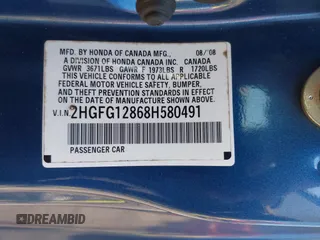 MFD. BY HONDA OF CANADA MFG., 08/'08
A DIVISION OF HONDA CANADA INC. CANADA
GVWR 3671LBS GAWR F 1972LBS R 1720LBS
THIS VEHICLE CONFORMS TO ALL APPLICABLE
FEDERAL MOTOR VEHICLE SAFETY, BUMPER,
AND THEFT PREVENTION STANDARDS IN EFFECT
ON THE DATE OF MANUFACTURE SHOWN ABOVE.
V.I.N. 2HGFG12868H580491
PASSENGER CAR
DREAMBID